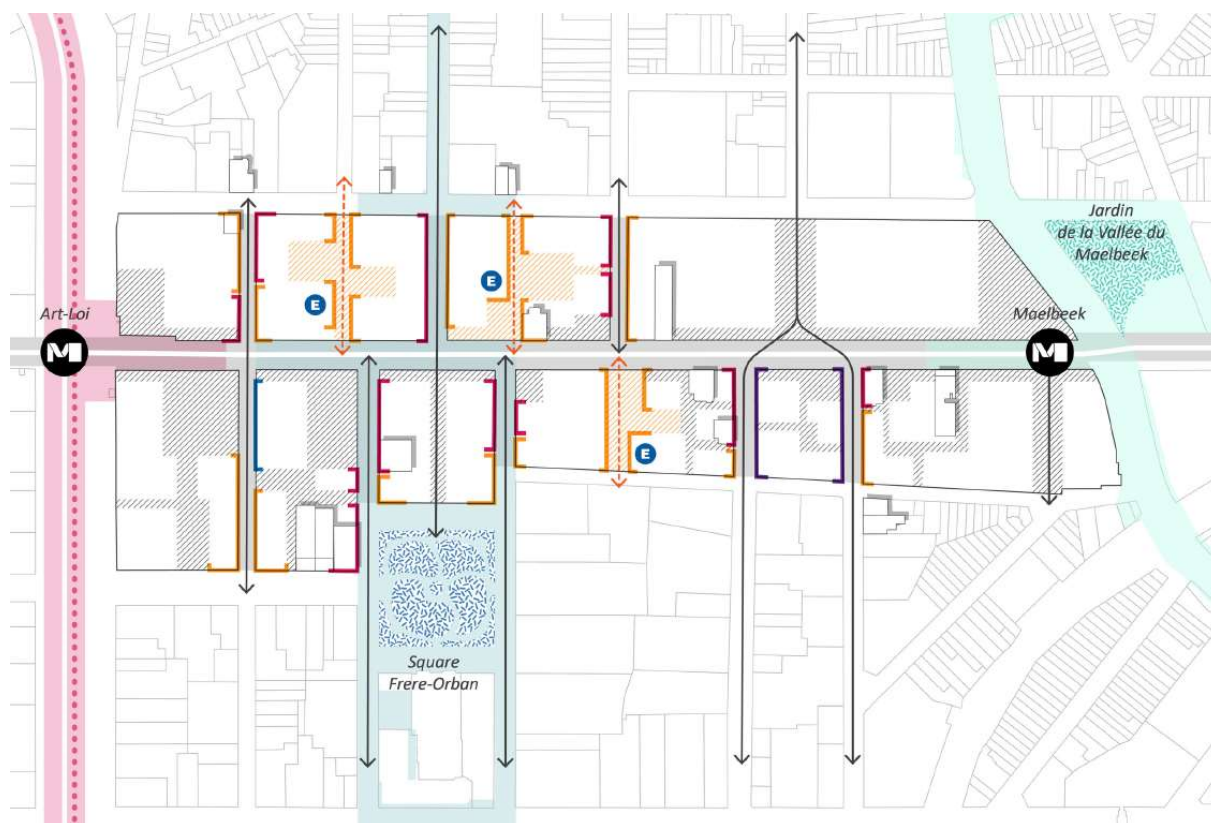 Jardin
de la Vallée du
Maelbeek
E
E
Art-Loi
M
Maelbeek
M
E
Square
Frere-Orban